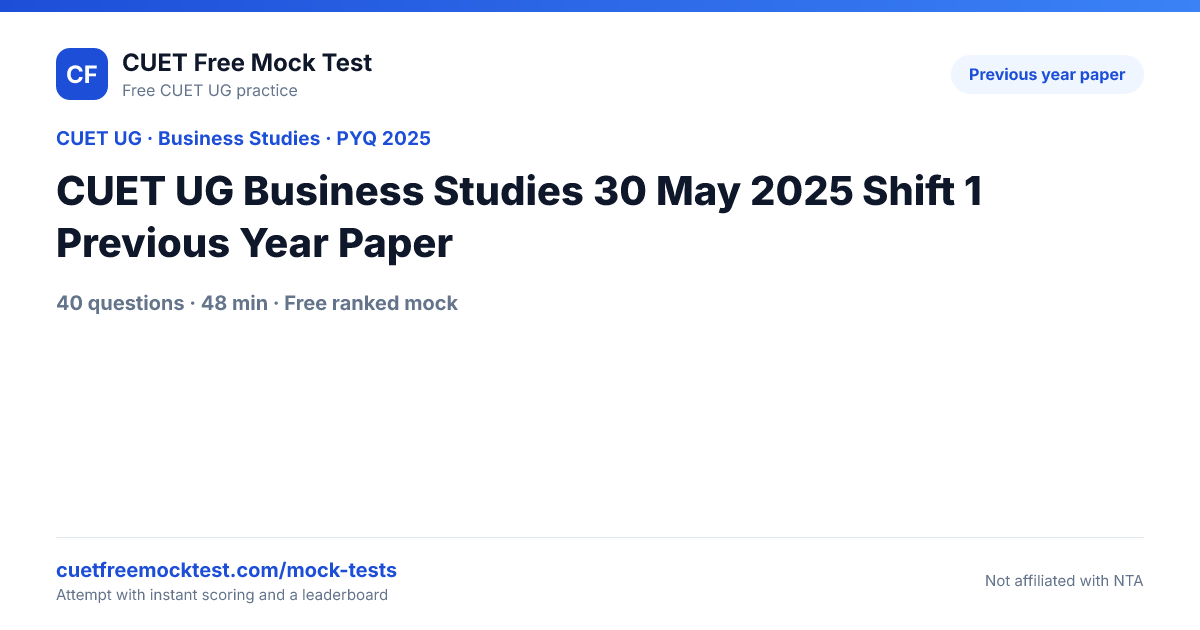 CF
CUET Free Mock Test
Free CUET UG practice
Previous year paper
CUET UG · Business Studies · PYQ 2025
CUET UG Business Studies 30 May 2025 Shift 1
Previous Year Paper
40 questions · 48 min · Free ranked mock
cuetfreemocktest.com/mock-tests
Attempt with instant scoring and a leaderboard
Not affiliated with NTA